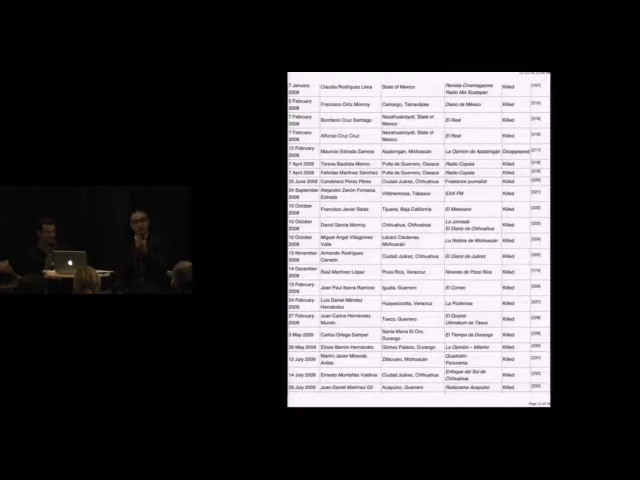 7 January 2008 Claudia Rodríguez Llera State of Mexico Revista Cinemagazine Radio Mix Ecatepec Killed
5 February 2008 Francisco Ortiz Monroy Camargo, Tamaulipas Diario de México Killed
7 February 2008 Bonifacio Cruz Santiago Nezahualcóyotl, State of Mexico El Real Killed
7 February 2008 Alfonso Cruz Cruz Nezahualcóyotl, State of Mexico El Real Killed
12 February 2008 Mauricio Estrada Zamora Apatzingán, Michoacán La Opinión de Apatzingán Disappeared
7 April 2008 Teresa Bautista Merino Putla de Guerrero, Oaxaca Radio Copala Killed
7 April 2008 Felicitas Martínez Sánchez Putla de Guerrero, Oaxaca Radio Copala Killed
June 2008 Candelario Pérez Pérez Ciudad Juárez, Chihuahua Freelance journalist Killed
24 September 2008 Alejandro Zenón Fonseca Estrada Villahermosa, Tabasco EXA FM Killed
10 October 2008 Francisco Javier Salas Tijuana, Baja California El Mexicano Killed
10 October 2008 David García Monroy Chihuahua, Chihuahua La Jornada El Diario de Chihuahua Killed
10 October 2008 Miguel Ángel Villagómez Valle Lázaro Cárdenas, Michoacán La Noticia de Michoacán Killed
13 November 2008 Armando Rodríguez Carreón Ciudad Juárez, Chihuahua El Diario de Juárez Killed
14 December 2008 Raúl Martínez López Poza Rica, Veracruz Noreste de Poza Rica Killed
13 February 2009 Jean Paul Ibarra Ramírez Iguala, Guerrero El Correo Killed
February 2009 Luis Daniel Méndez Hernández Huayacocotla, Veracruz La Poderosa Killed
27 February 2009 Juan Carlos Hernández Mundo Taxco, Guerrero El Quijote Ultimátum de Taxco Killed
3 May 2009 Carlos Ortega Samper Santa María El Oro, Durango El Tiempo de Durango Killed
May 2009 Eliseo Barrón Hernández Gómez Palacio, Durango La Opinión – Milenio Killed
12 July 2009 Martín Javier Miranda Avilés Zitácuaro, Michoacán Quadratín Panorama Killed
14 July 2009 Ernesto Montañez Valdivia Ciudad Juárez, Chihuahua Enfoque del Sol de Chihuahua Killed
July 2009 Juan Daniel Martínez Gil Acapulco, Guerrero Radiorama Acapulco Killed